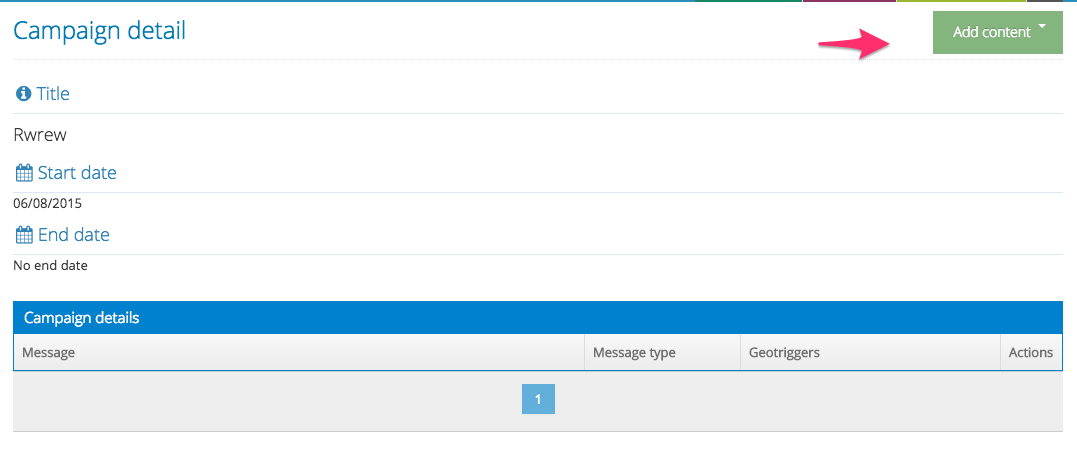 Campaign detail
Add content
Title
Rwrew
Start date
06/08/2015
End date
No end date
Campaign details
Message Message type Geotriggers Actions
1